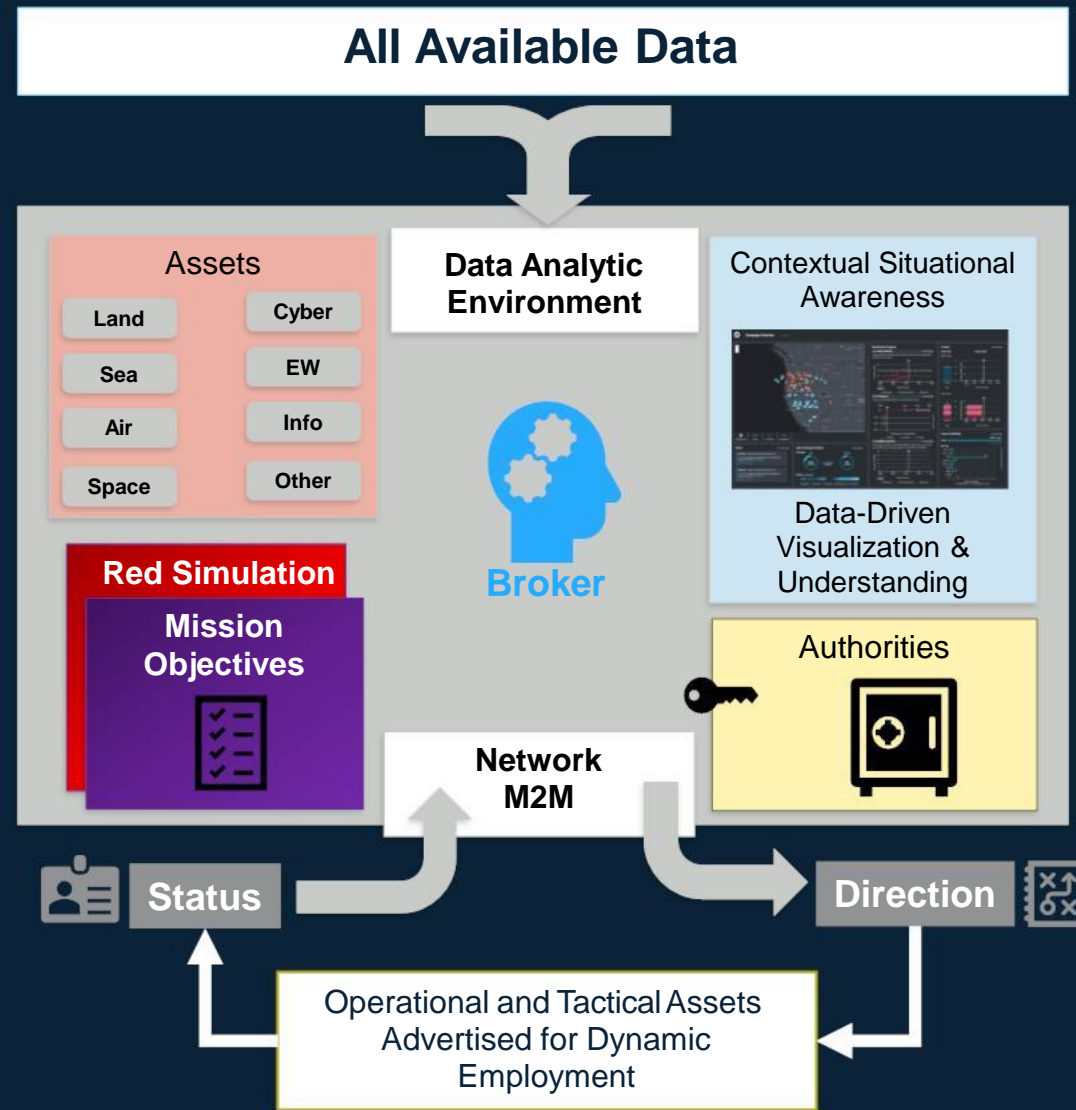 All Available Data
Assets
Land
Sea
Air
Space
Cyber
EW
Info
Other
Data Analytic
Environment
Contextual Situational
Awareness
Data-Driven
Visualization &
Understanding
Broker
Red Simulation
Mission
Objectives
Authorities
Network
M2M
Status
Direction
Operational and Tactical Assets
Advertised for Dynamic
Employment